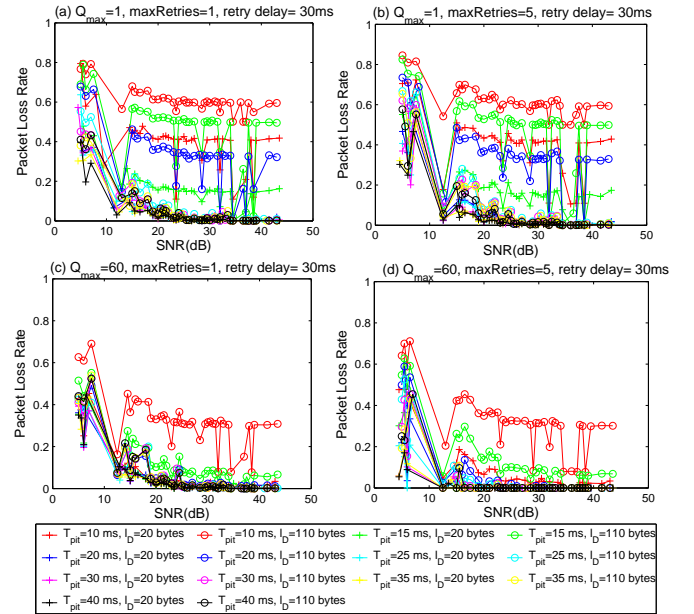 (a) Q_max=1, maxRetries=1, retry delay= 30ms
1
0.8
0.6
0.4
0.2
0
Packet Loss Rate
0 10 20 30 40 50
SNR(dB)
(b) Q_max=1, maxRetries=5, retry delay= 30ms
1
0.8
0.6
0.4
0.2
0
Packet Loss Rate
0 10 20 30 40 50
SNR(dB)
(c) Q_max=60, maxRetries=1, retry delay= 30ms
1
0.8
0.6
0.4
0.2
0
Packet Loss Rate
0 10 20 30 40 50
SNR(dB)
(d) Q_max=60, maxRetries=5, retry delay= 30ms
1
0.8
0.6
0.4
0.2
0
Packet Loss Rate
0 10 20 30 40 50
SNR(dB)
T_pit=10 ms, l_D=20 bytes T_pit=10 ms, l_D=110 bytes T_pit=15 ms, l_D=20 bytes T_pit=15 ms, l_D=110 bytes
T_pit=20 ms, l_D=20 bytes T_pit=20 ms, l_D=110 bytes T_pit=25 ms, l_D=20 bytes T_pit=25 ms, l_D=110 bytes
T_pit=30 ms, l_D=20 bytes T_pit=30 ms, l_D=110 bytes T_pit=35 ms, l_D=20 bytes T_pit=35 ms, l_D=110 bytes
T_pit=40 ms, l_D=20 bytes T_pit=40 ms, l_D=110 bytes